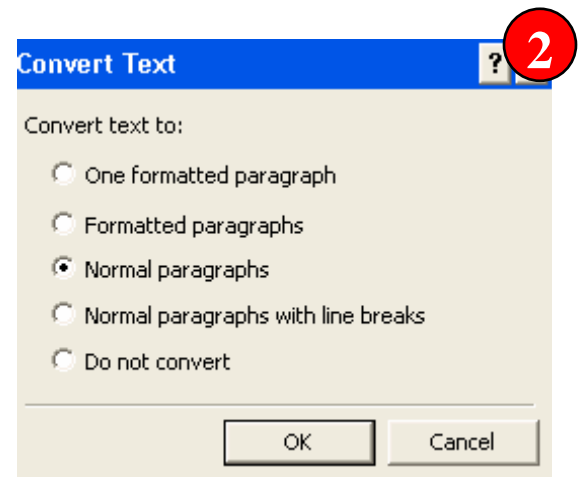 2
Convert Text ?
Convert text to:
One formatted paragraph
Formatted paragraphs
Normal paragraphs
Normal paragraphs with line breaks
Do not convert
OK Cancel